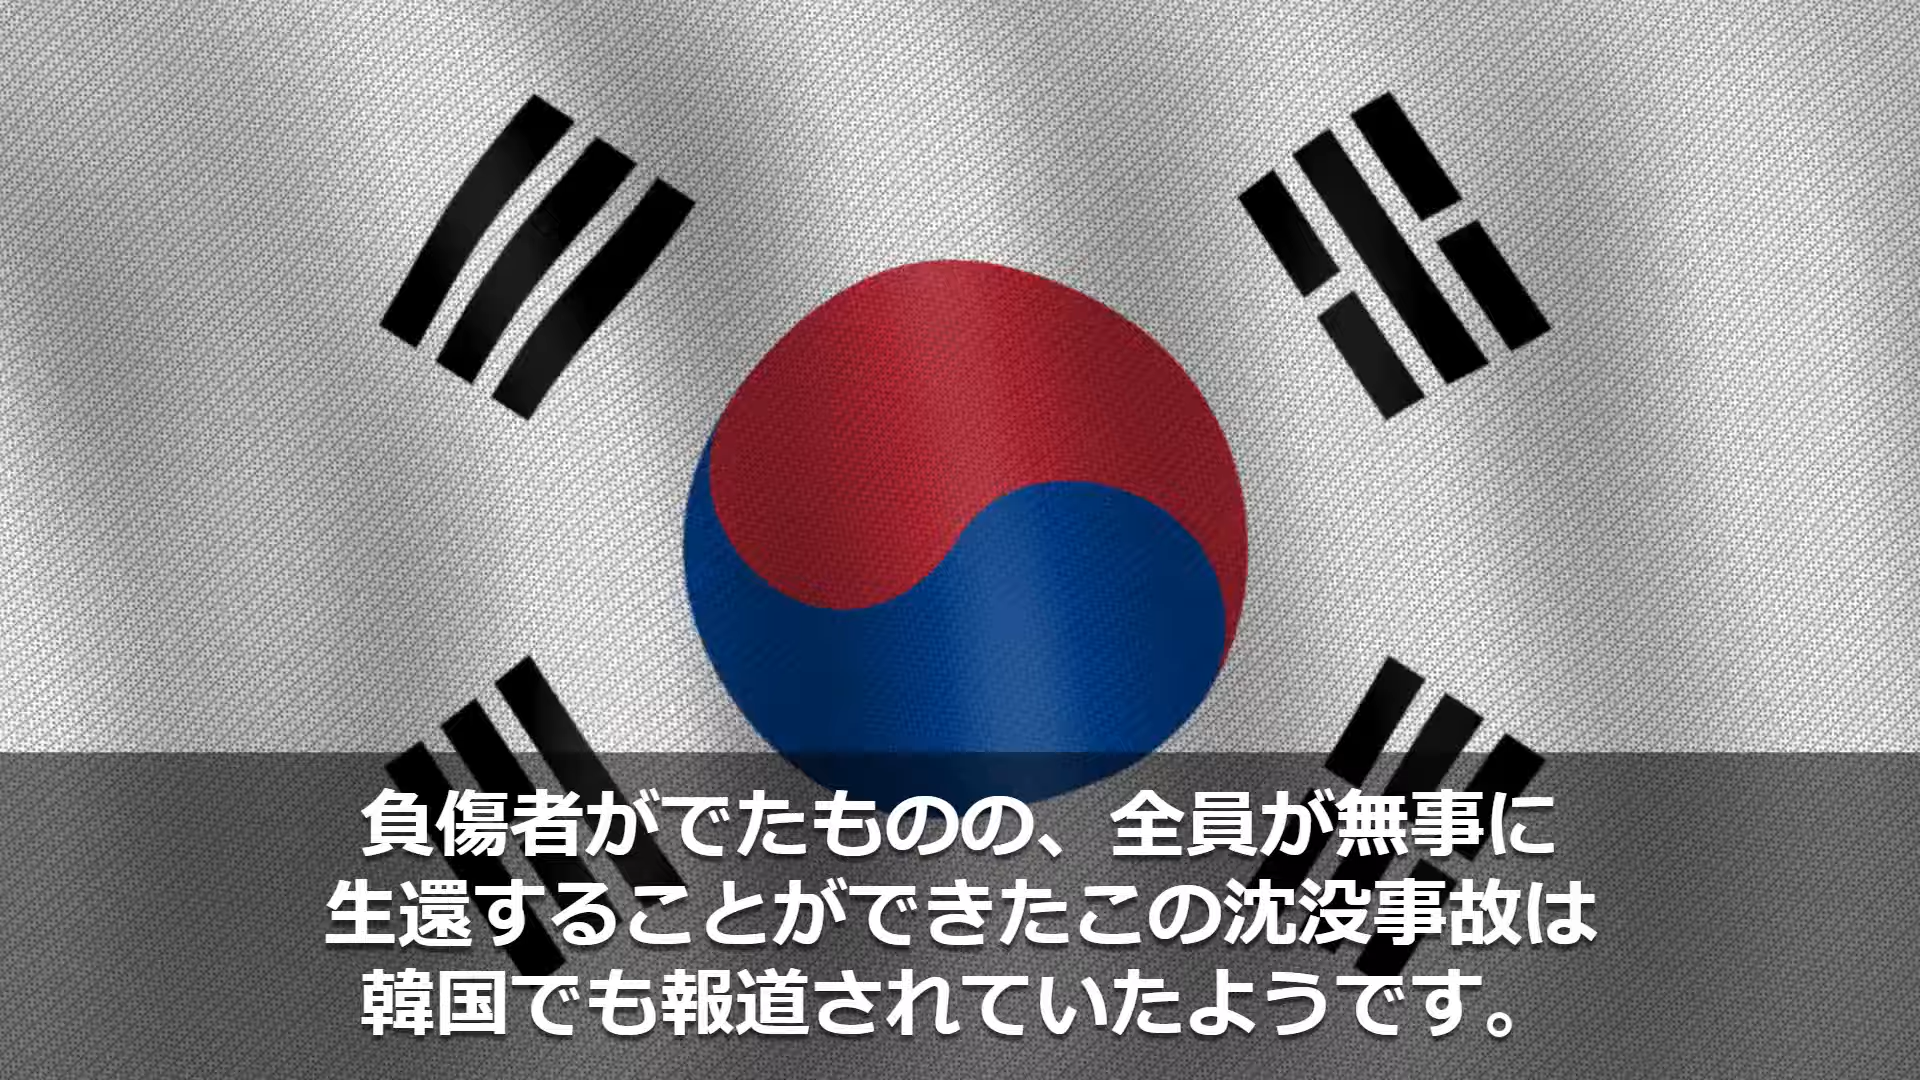 負傷者がでたものの、全員が無事に
生還することができたこの沈没事故は
韓国でも報道されていたようです。